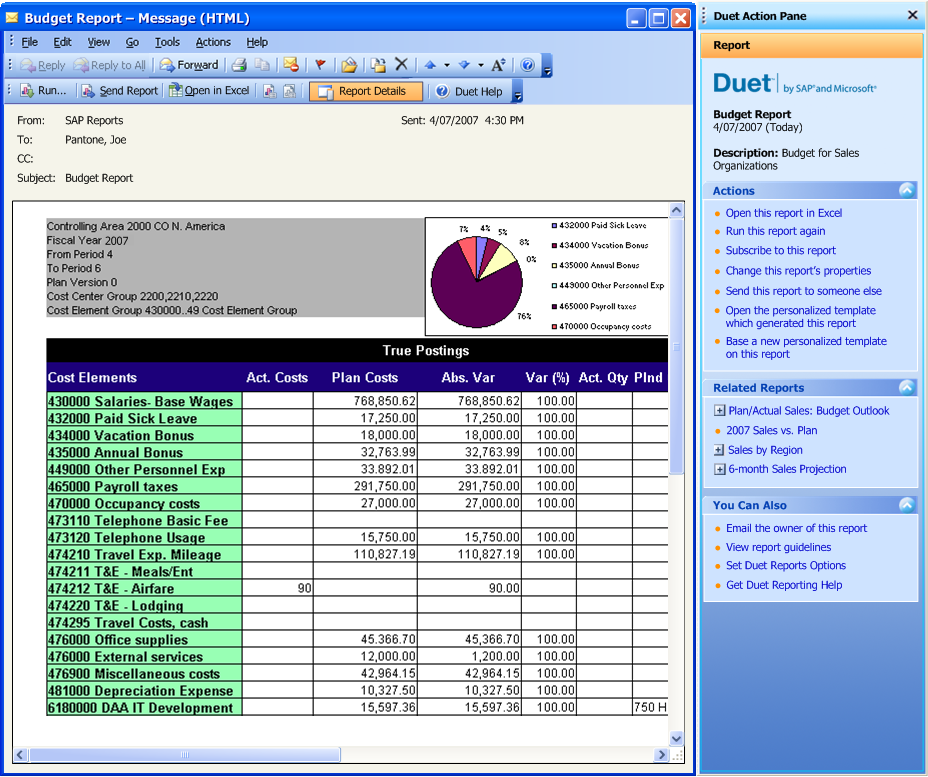 Budget Report – Message (HTML)
File Edit View Go Tools Actions Help
Reply Reply to All Forward
Run... Send Report Open in Excel Report Details Duet Help
From: SAP Reports Sent: 4/07/2007 4:30 PM
To: Pantone, Joe
CC:
Subject: Budget Report
Controlling Area 2000 CO N. America
Fiscal Year 2007
From Period 4
To Period 6
Plan Version 0
Cost Center Group 2200,2210,2220
Cost Element Group 430000..49 Cost Element Group
7% 4% 5% 8% 0% 76%
432000 Paid Sick Leave
434000 Vacation Bonus
435000 Annual Bonus
449000 Other Personnel Exp
465000 Payroll taxes
470000 Occupancy costs
True Postings
Cost Elements Act. Costs Plan Costs Abs. Var Var (%) Act. Qty Plnd
430000 Salaries- Base Wages 768,850.62 768,850.62 100.00
432000 Paid Sick Leave 17,250.00 17,250.00 100.00
434000 Vacation Bonus 18,000.00 18,000.00 100.00
435000 Annual Bonus 32,763.99 32,763.99 100.00
449000 Other Personnel Exp 33.892.01 33.892.01 100.00
465000 Payroll taxes 291,750.00 291,750.00 100.00
470000 Occupancy costs 27,000.00 27,000.00 100.00
473110 Telephone Basic Fee
473120 Telephone Usage 15,750.00 15,750.00 100.00
474210 Travel Exp. Mileage 110,827.19 110,827.19 100.00
474211 T&E - Meals/Ent
474212 T&E - Airfare 90 90.00
474220 T&E - Lodging
474295 Travel Costs, cash
476000 Office supplies 45.366.70 45,366.70 100.00
476000 External services 12,000.00 1,200.00 100.00
476900 Miscellaneous costs 42,964.15 42,964.15 100.00
481000 Depreciation Expense 10,327.50 10,327.50 100.00
6180000 DAA IT Development 15,597.36 15,597.36 100.00 750 H
Duet Action Pane
Report
Duet by SAP® and Microsoft®
Budget Report
4/07/2007 (Today)
Description: Budget for Sales
Organizations
Actions
Open this report in Excel
Run this report again
Subscribe to this report
Change this report's properties
Send this report to someone else
Open the personalized template
which generated this report
Base a new personalized template
on this report
Related Reports
Plan/Actual Sales: Budget Outlook
2007 Sales vs. Plan
Sales by Region
6-month Sales Projection
You Can Also
Email the owner of this report
View report guidelines
Set Duet Reports Options
Get Duet Reporting Help